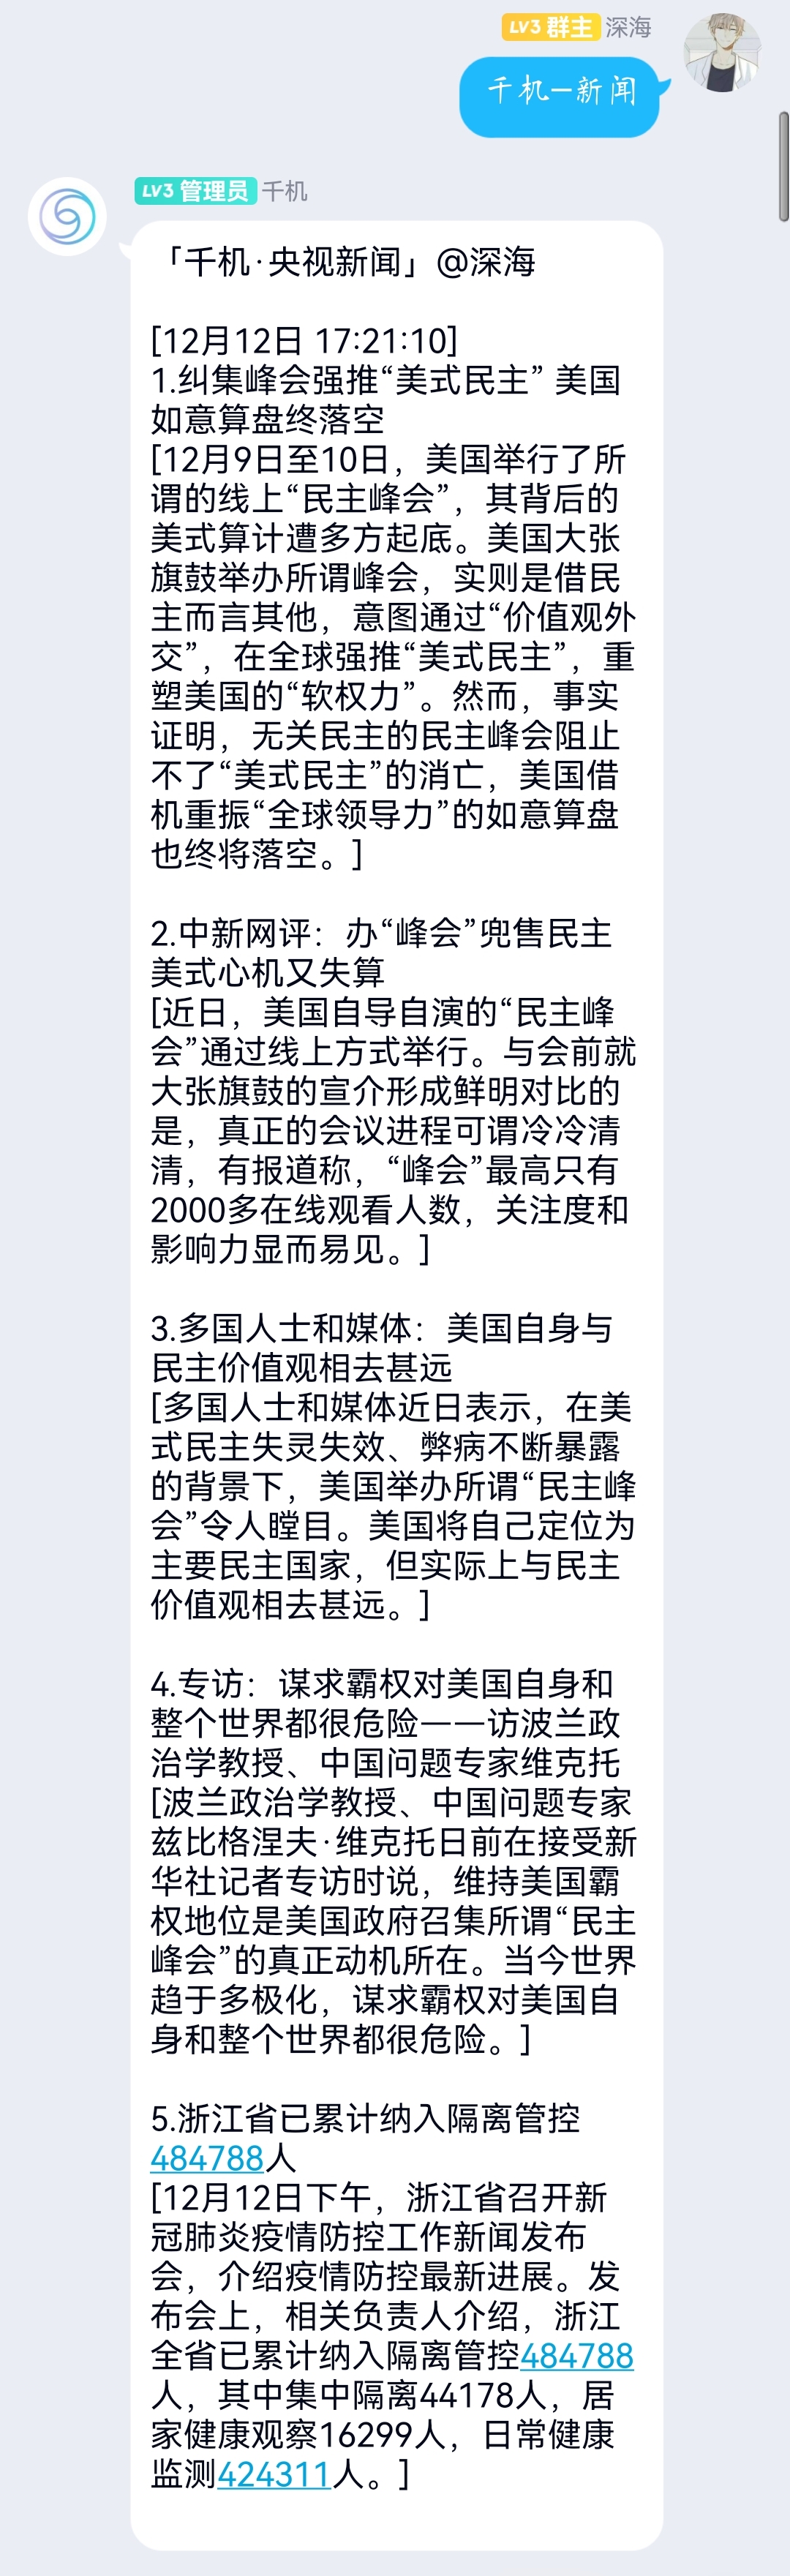 LV3 群主 深海
千机—新闻
LV3 管理员 千机
「千机·央视新闻」@深海
[12月12日 17:21:10]
1.纠集峰会强推“美式民主” 美国
如意算盘终落空
[12月9日至10日，美国举行了所
谓的线上“民主峰会”，其背后的
美式算计遭多方起底。美国大张
旗鼓举办所谓峰会，实则是借民
主而言其他，意图通过“价值观外
交”，在全球强推“美式民主”，重
塑美国的“软权力”。然而，事实
证明，无关民主的民主峰会阻止
不了“美式民主”的消亡，美国借
机重振“全球领导力”的如意算盘
也终将落空。]
2.中新网评：办“峰会”兜售民主
美式心机又失算
[近日，美国自导自演的“民主峰
会”通过线上方式举行。与会前就
大张旗鼓的宣介形成鲜明对比的
是，真正的会议进程可谓冷冷清
清，有报道称，“峰会”最高只有
2000多在线观看人数，关注度和
影响力显而易见。]
3.多国人士和媒体：美国自身与
民主价值观相去甚远
[多国人士和媒体近日表示，在美
式民主失灵失效、弊病不断暴露
的背景下，美国举办所谓“民主峰
会”令人瞠目。美国将自己定位为
主要民主国家，但实际上与民主
价值观相去甚远。]
4.专访：谋求霸权对美国自身和
整个世界都很危险——访波兰政
治学教授、中国问题专家维克托
[波兰政治学教授、中国问题专家
兹比格涅夫·维克托日前在接受新
华社记者专访时说，维持美国霸
权地位是美国政府召集所谓“民主
峰会”的真正动机所在。当今世界
趋于多极化，谋求霸权对美国自
身和整个世界都很危险。]
5.浙江省已累计纳入隔离管控
484788人
[12月12日下午，浙江省召开新
冠肺炎疫情防控工作新闻发布
会，介绍疫情防控最新进展。发
布会上，相关负责人介绍，浙江
全省已累计纳入隔离管控484788
人，其中集中隔离44178人，居
家健康观察16299人，日常健康
监测424311人。]